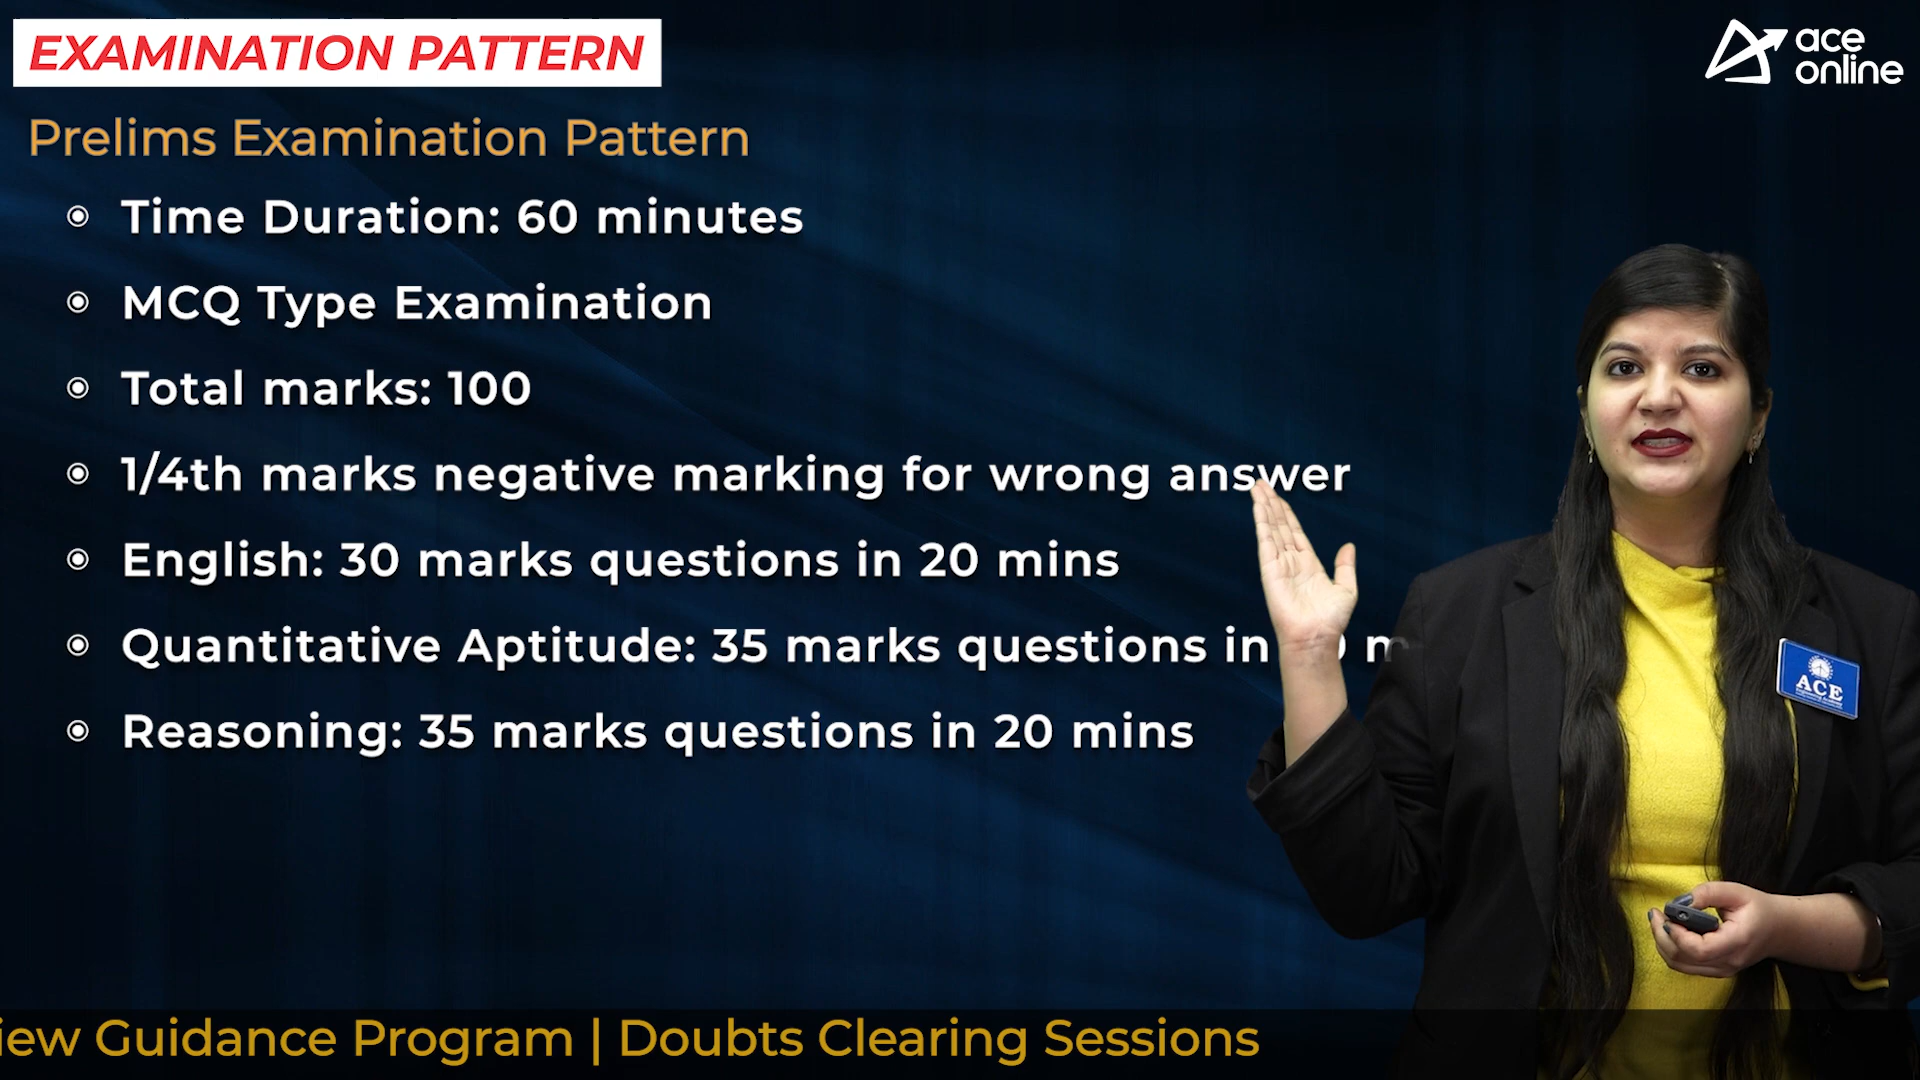 EXAMINATION PATTERN
ace
online
Prelims Examination Pattern
Time Duration: 60 minutes
MCQ Type Examination
Total marks: 100
1/4th marks negative marking for wrong answer
English: 30 marks questions in 20 mins
Quantitative Aptitude: 35 marks questions in
Reasoning: 35 marks questions in 20 mins
ACE
iew Guidance Program | Doubts Clearing Sessions